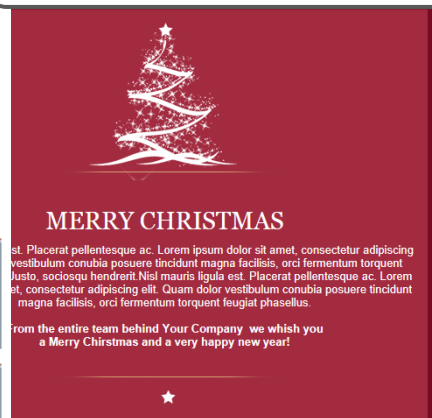 MERRY CHRISTMAS
st. Placerat pellentesque ac. Lorem ipsum dolor sit amet, consectetur adipiscing
vestibulum conubia posuere tincidunt magna facilisis, orci fermentum torquent
Justo, sociosqu hendrerit.Nisl mauris ligula est. Placerat pellentesque ac. Lorem
et, consectetur adipiscing elit. Quam dolor vestibulum conubia posuere tincidunt
magna facilisis, orci fermentum torquent feugiat phasellus.
From the entire team behind Your Company we whish you
a Merry Chirstmas and a very happy new year!